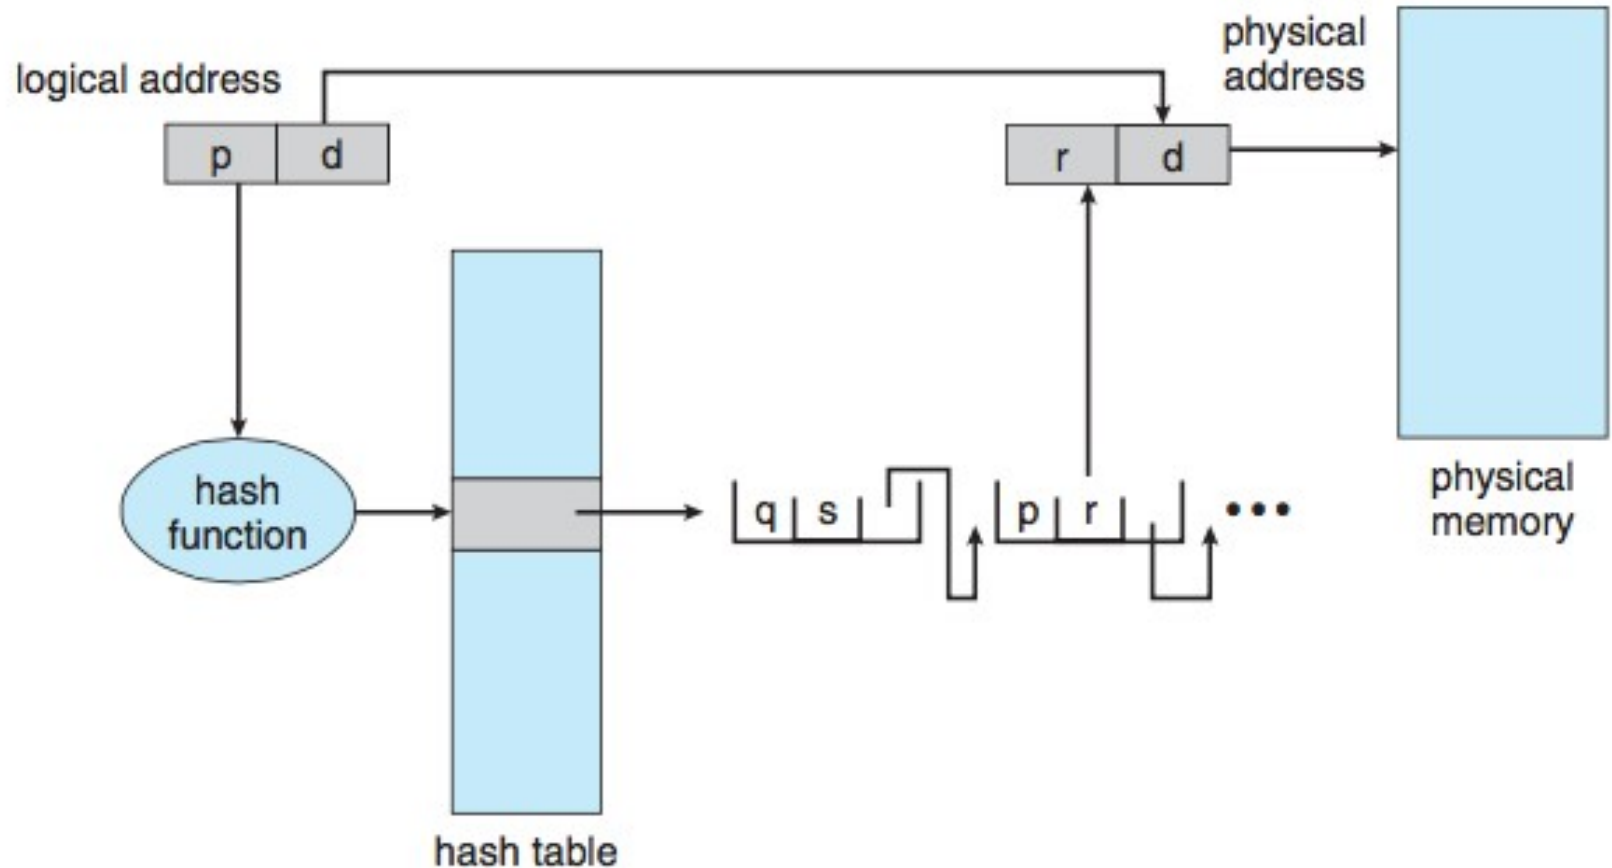 logical address
physical
address
p d
r d
hash
function
q s
p r
•••
physical
memory
hash table